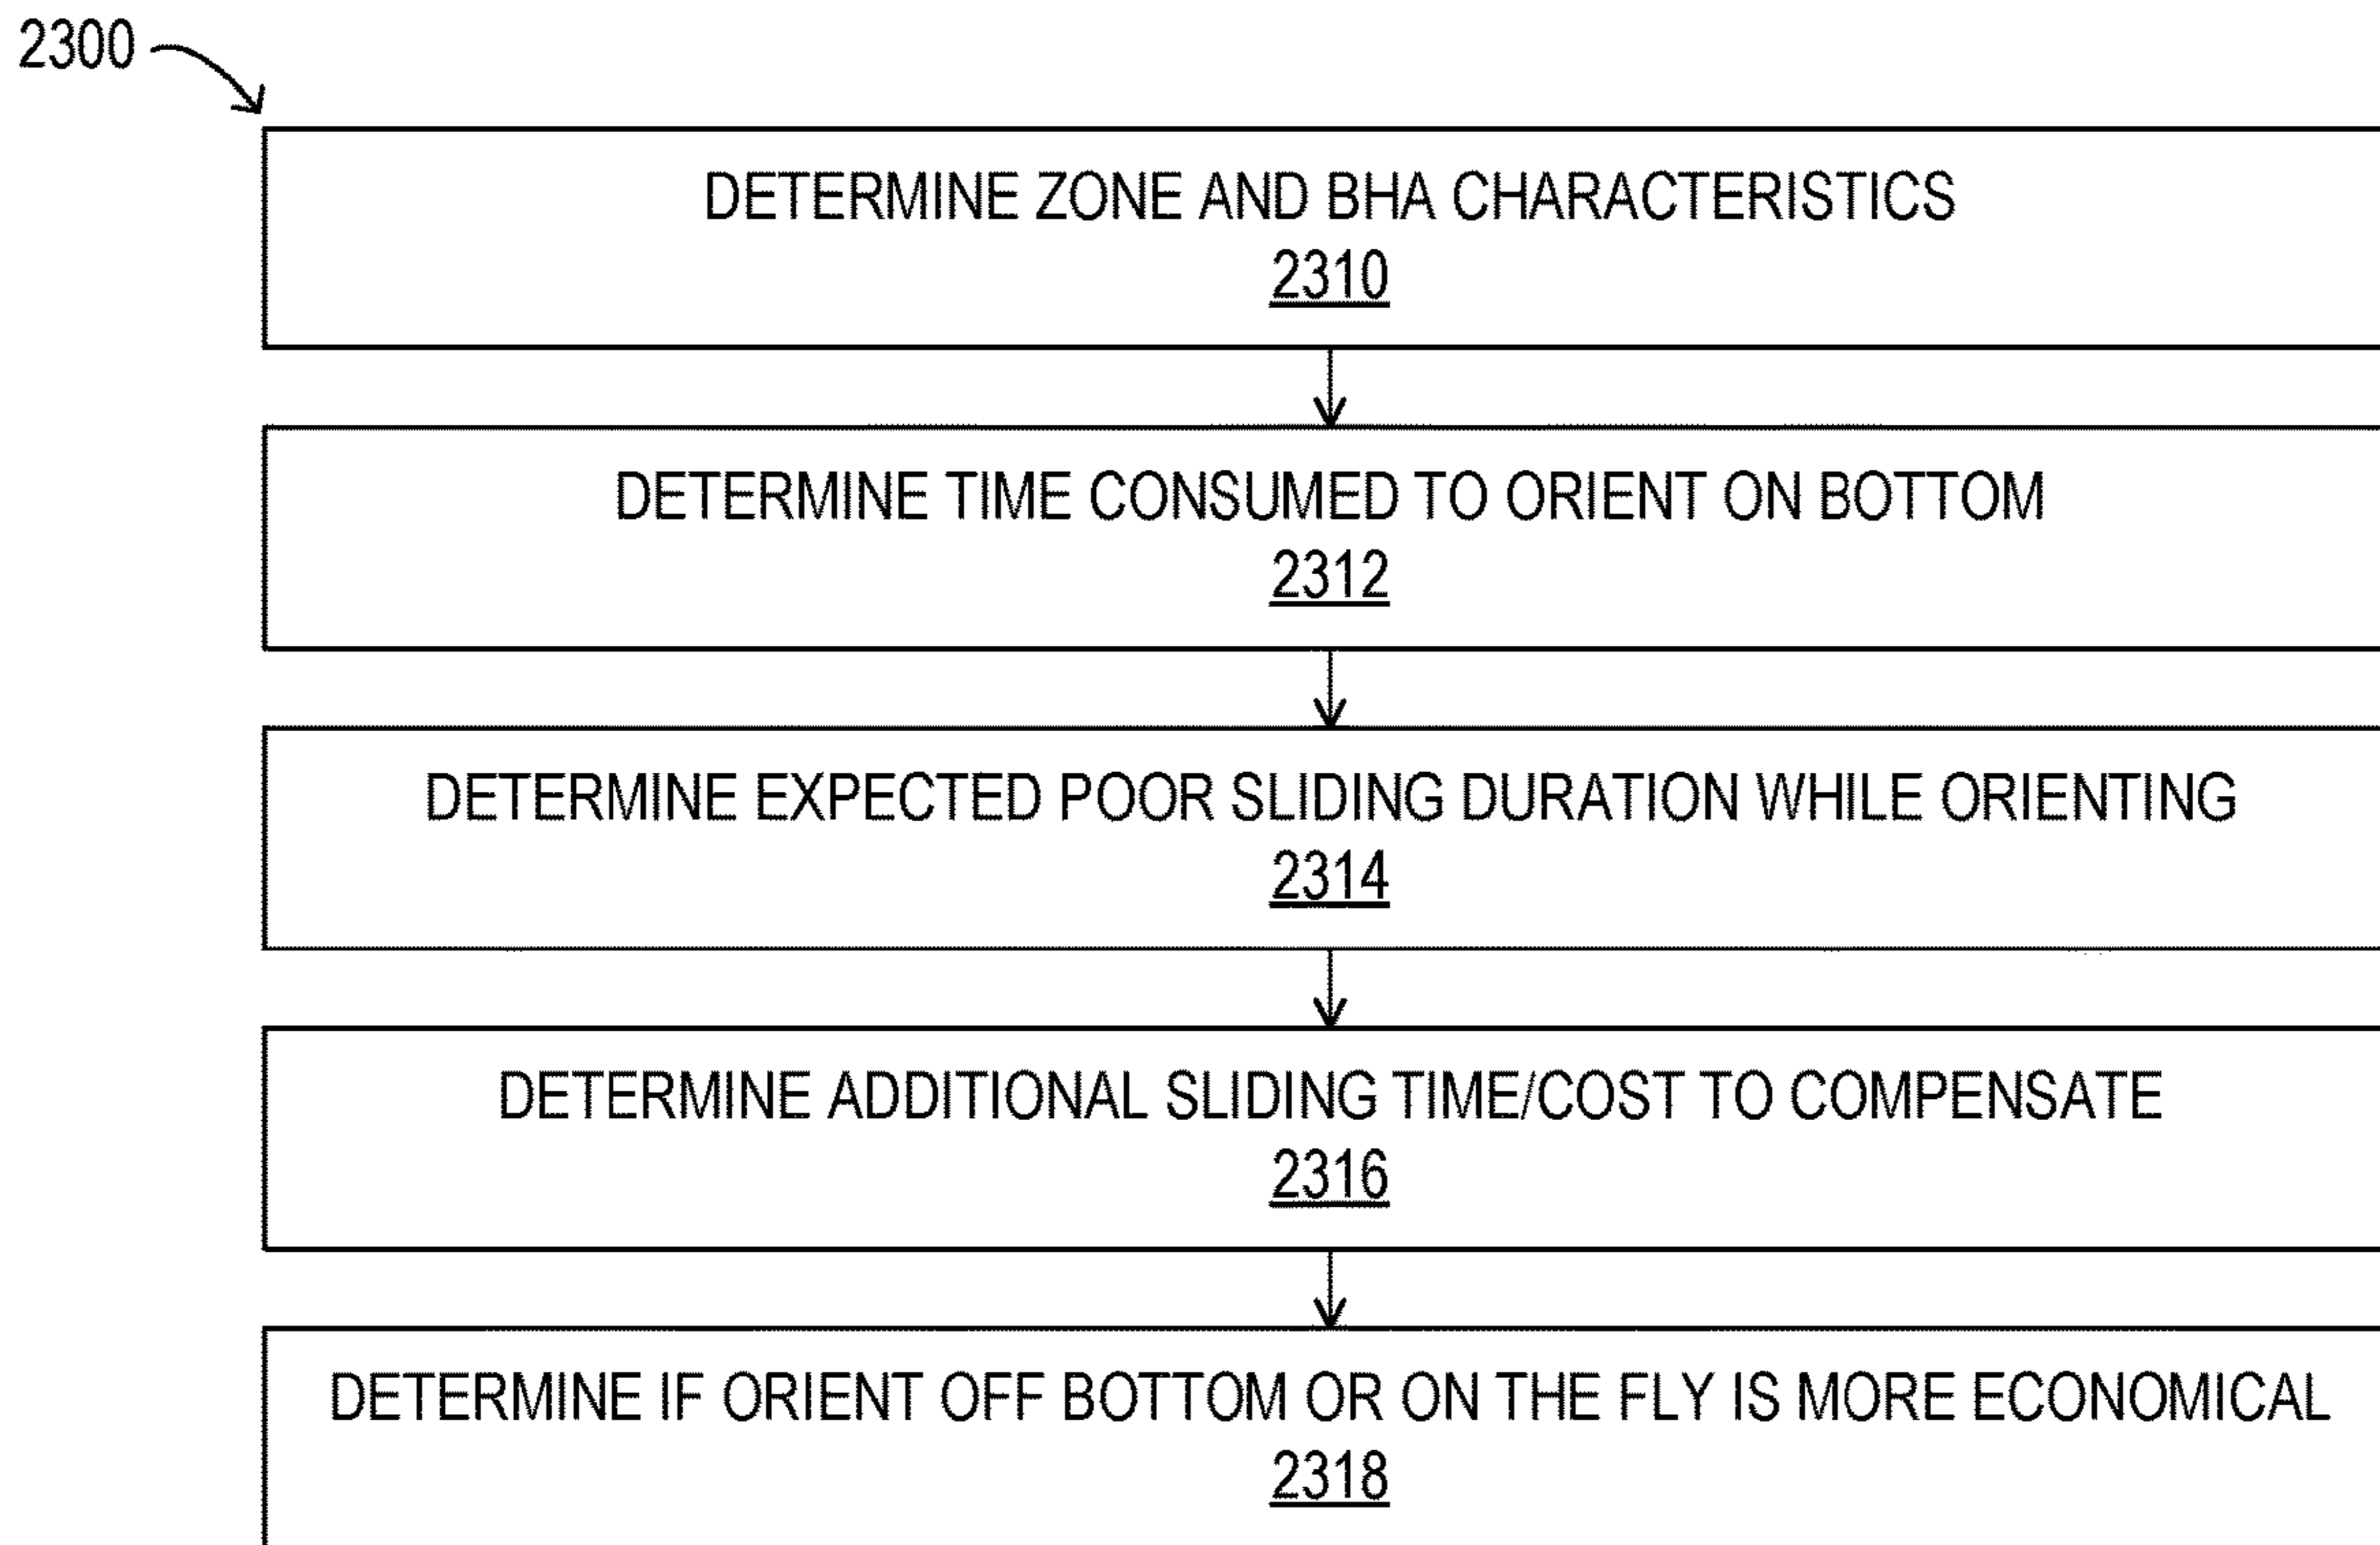 2300
DETERMINE ZONE AND BHA CHARACTERISTICS
2310
DETERMINE TIME CONSUMED TO ORIENT ON BOTTOM
2312
DETERMINE EXPECTED POOR SLIDING DURATION WHILE ORIENTING
2314
DETERMINE ADDITIONAL SLIDING TIME/COST TO COMPENSATE
2316
DETERMINE IF ORIENT OFF BOTTOM OR ON THE FLY IS MORE ECONOMICAL
2318